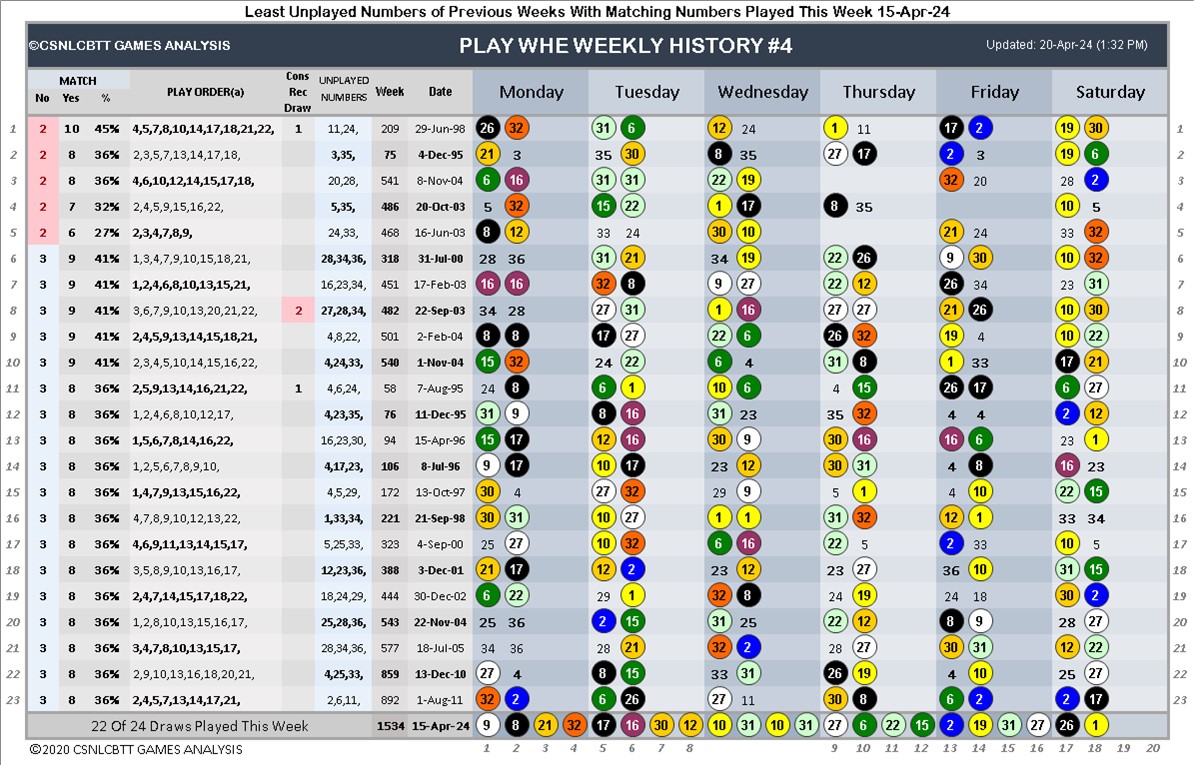 Least Unplayed Numbers of Previous Weeks With Matching Numbers Played This Week 15-Apr-24
©CSNLCBTT GAMES ANALYSIS PLAY WHE WEEKLY HISTORY #4 Updated: 20-Apr-24 (1:32 PM)
MATCH No Yes % PLAY ORDER(a) Cons Rec Draw UNPLAYED NUMBERS Week Date Monday Tuesday Wednesday Thursday Friday Saturday
1 2 10 45% 4,5,7,8,10,14,17,18,21,22, 1 11,24, 209 29-Jun-98 26 32 31 6 12 24 1 11 17 2 19 30 1
2 2 8 36% 2,3,5,7,13,14,17,18, 3,35, 75 4-Dec-95 21 3 35 30 8 35 27 17 2 3 19 6 2
3 2 8 36% 4,6,10,12,14,15,17,18, 20,28, 541 8-Nov-04 6 16 31 31 22 19 32 20 28 2 3
4 2 7 32% 2,4,5,9,15,16,22, 5,35, 486 20-Oct-03 5 32 15 22 1 17 8 35 10 5 4
5 2 6 27% 2,3,4,7,8,9, 24,33, 468 16-Jun-03 8 12 33 24 30 10 21 24 33 32 5
6 3 9 41% 1,3,4,7,9,10,15,18,21, 28,34,36, 318 31-Jul-00 28 36 31 21 34 19 22 26 9 30 10 32 6
7 3 9 41% 1,2,4,6,8,10,13,15,21, 16,23,34, 451 17-Feb-03 16 16 32 8 9 27 22 12 26 34 23 31 7
8 3 9 41% 3,6,7,9,10,13,20,21,22, 2 27,28,34, 482 22-Sep-03 34 28 27 31 1 16 27 27 21 26 10 30 8
9 3 9 41% 2,4,5,9,13,14,15,18,21, 4,8,22, 501 2-Feb-04 8 8 17 27 22 6 26 32 19 4 10 22 9
10 3 9 41% 2,3,4,5,10,14,15,16,22, 4,24,33, 540 1-Nov-04 15 32 24 22 6 4 31 8 1 33 17 21 10
11 3 8 36% 2,5,9,13,14,16,21,22, 1 4,6,24, 58 7-Aug-95 24 8 6 1 10 6 4 15 26 17 6 27 11
12 3 8 36% 1,2,4,6,8,10,12,17, 4,23,35, 76 11-Dec-95 31 9 8 16 31 23 35 32 4 4 2 12 12
13 3 8 36% 1,5,6,7,8,14,16,22, 16,23,30, 94 15-Apr-96 15 17 12 16 30 9 30 16 16 6 23 1 13
14 3 8 36% 1,2,5,6,7,8,9,10, 4,17,23, 106 8-Jul-96 9 17 10 17 23 12 30 31 4 8 16 23 14
15 3 8 36% 1,4,7,9,13,15,16,22, 4,5,29, 172 13-Oct-97 30 4 27 32 29 9 5 1 4 10 22 15 15
16 3 8 36% 4,7,8,9,10,12,13,22, 1,33,34, 221 21-Sep-98 30 31 10 27 1 1 31 32 12 1 33 34 16
17 3 8 36% 4,6,9,11,13,14,15,17, 5,25,33, 323 4-Sep-00 25 27 10 32 6 16 22 5 2 33 10 5 17
18 3 8 36% 3,5,8,9,10,13,16,17, 12,23,36, 388 3-Dec-01 21 17 12 2 23 12 23 27 36 10 31 15 18
19 3 8 36% 2,4,7,14,15,17,18,22, 18,24,29, 444 30-Dec-02 6 22 29 1 32 8 24 19 24 18 30 2 19
20 3 8 36% 1,2,8,10,13,15,16,17, 25,28,36, 543 22-Nov-04 25 36 2 15 31 25 22 12 8 9 28 27 20
21 3 8 36% 3,4,7,8,10,13,15,17, 28,34,36, 577 18-Jul-05 34 36 28 21 32 2 28 27 30 31 12 22 21
22 3 8 36% 2,9,10,13,16,18,20,21, 4,25,33, 859 13-Dec-10 27 4 8 15 33 31 26 19 4 10 25 27 22
23 3 8 36% 2,4,5,7,13,14,17,21, 2,6,11, 892 1-Aug-11 32 2 6 26 27 11 30 8 6 2 2 17 23
22 Of 24 Draws Played This Week 1534 15-Apr-24 9 8 21 32 17 16 30 12 10 31 10 31 27 6 22 15 2 19 31 27 26 1
©2020 CSNLCBTT GAMES ANALYSIS 1 2 3 4 5 6 7 8 9 10 11 12 13 14 15 16 17 18 19 20